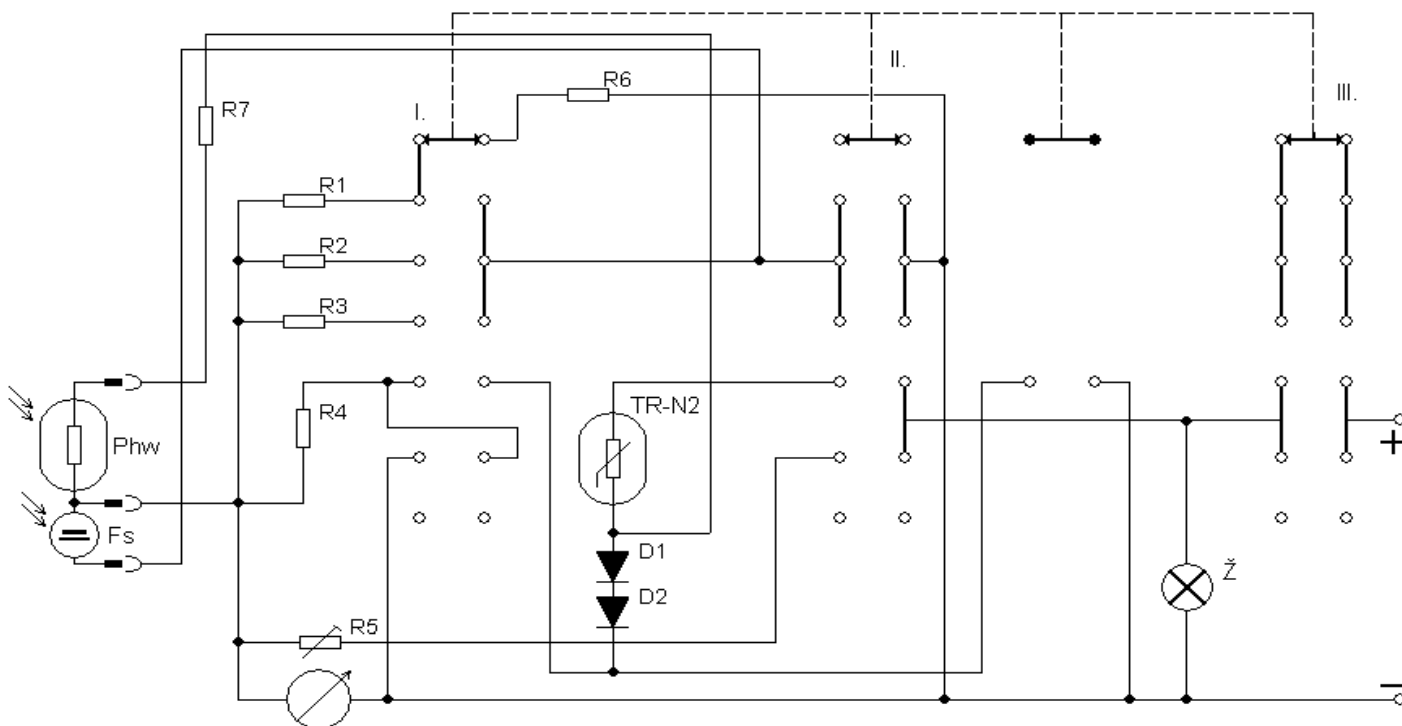 II.
R6
III.
I.
R7
R1
R2
R3
TR-N2
R4
Phw
+
Fs
D1
Ž
D2
R5
−